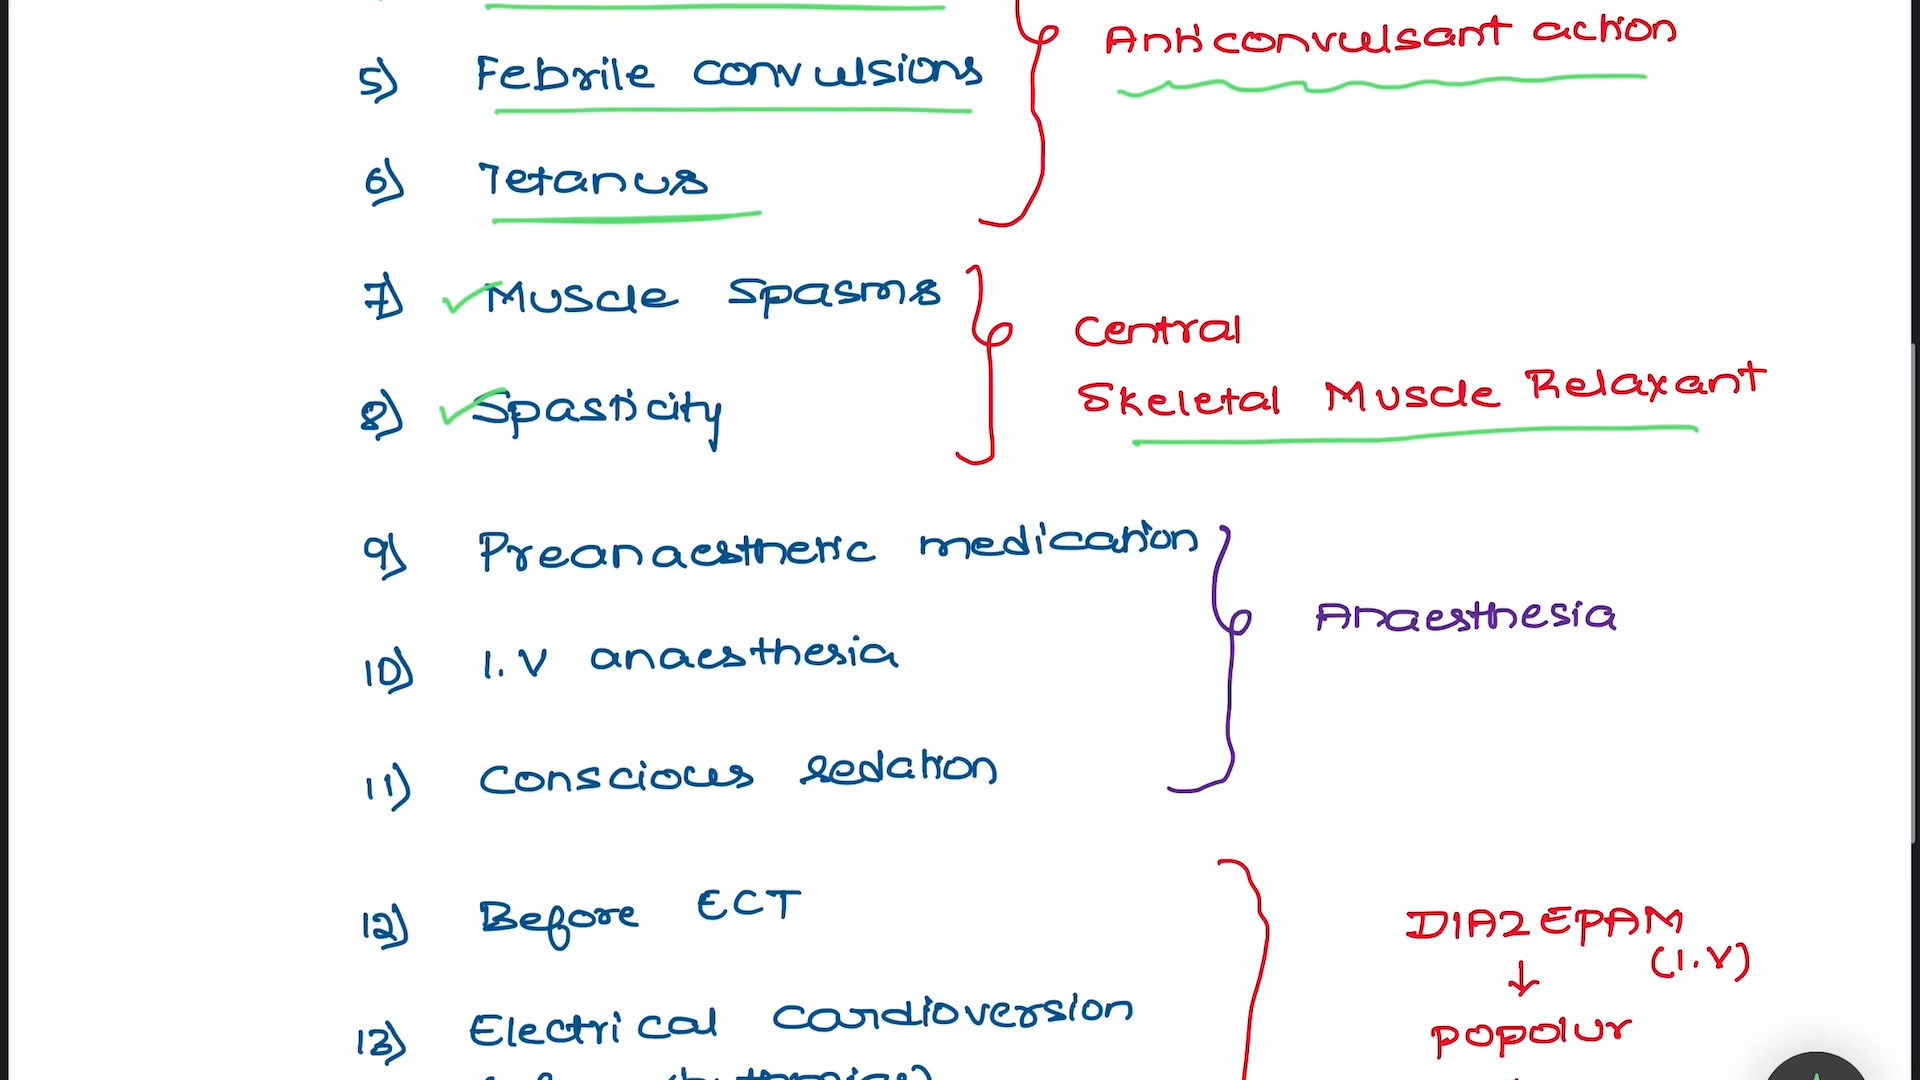 5) Febrile convulsions
Anticonvulsant action
6) Tetanus
7) Muscle Spasms
8) Spasticity
Central
Skeletal Muscle Relaxant
9) Preanaesthetic medication
10) I.V anaesthesia
11) Conscious sedation
Anaesthesia
12) Before ECT
13) Electrical cardioversion
DIAZEPAM
(I.V)
↓
popolur